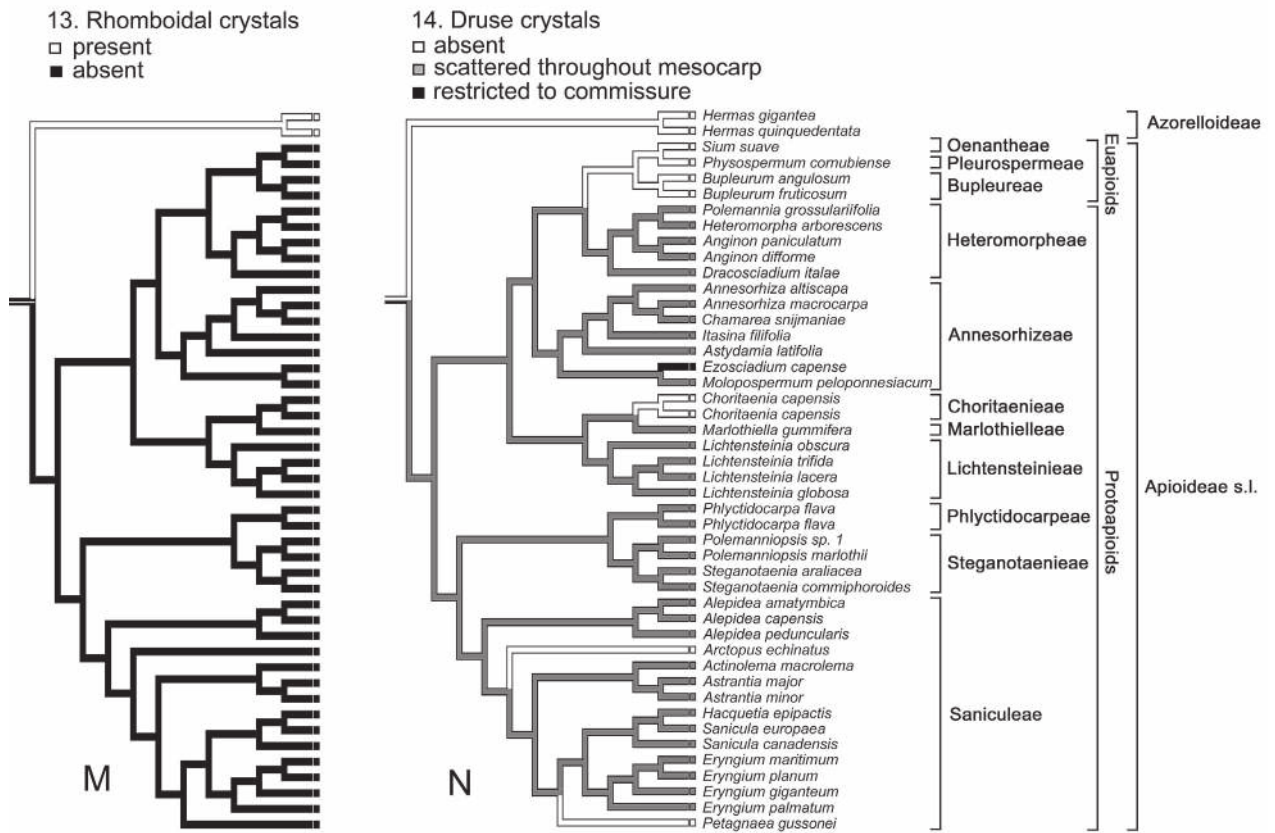 13. Rhomboidal crystals
present
absent
14. Druse crystals
absent
scattered throughout mesocarp
restricted to commissure
Hermas gigantea
Hermas quinquedentata
Sium suave
Physospermum cornubiense
Bupleurum angulosum
Bupleurum fruticosum
Polemannia grossulariifolia
Heteromorpha arborescens
Anginon paniculatum
Anginon difforme
Dracosciadium italae
Annesorhiza altiscapa
Annesorhiza macrocarpa
Chamarea snijmaniae
Itasina filifolia
Astydamia latifolia
Ezosciadium capense
Molopospermum peloponnesiacum
Choritaenia capensis
Choritaenia capensis
Marlothiella gummifera
Lichtensteinia obscura
Lichtensteinia trifida
Lichtensteinia lacera
Lichtensteinia globosa
Phlyctidocarpa flava
Phlyctidocarpa flava
Polemanniopsis sp. 1
Polemanniopsis marlothii
Steganotaenia araliacea
Steganotaenia commiphoroides
Alepidea amatymbica
Alepidea capensis
Alepidea peduncularis
Arctopus echinatus
Actinolema macrolema
Astrantia major
Astrantia minor
Hacquetia epipactis
Sanicula europaea
Sanicula canadensis
Eryngium maritimum
Eryngium planum
Eryngium giganteum
Eryngium palmatum
Petagnaea gussonei
Oenantheae
Pleurospermeae
Bupleureae
Heteromorpheae
Annesorhizeae
Choritaenieae
Marlothielleae
Lichtensteinieae
Phlyctidocarpeae
Steganotaenieae
Saniculeae
Euapioids
Protoapioids
Azorelloideae
Apioideae s.l.
M
N